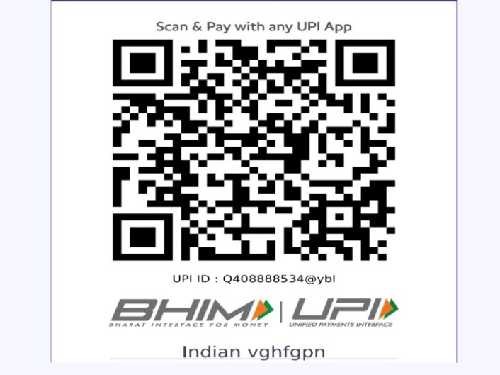 Scan & Pay with any UPI App
UPI ID : Q408888534@ybl
BHIM | UPI
BHARAT INTERFACE FOR MONEY UNIFIED PAYMENTS INTERFACE
Indian vghfgpn